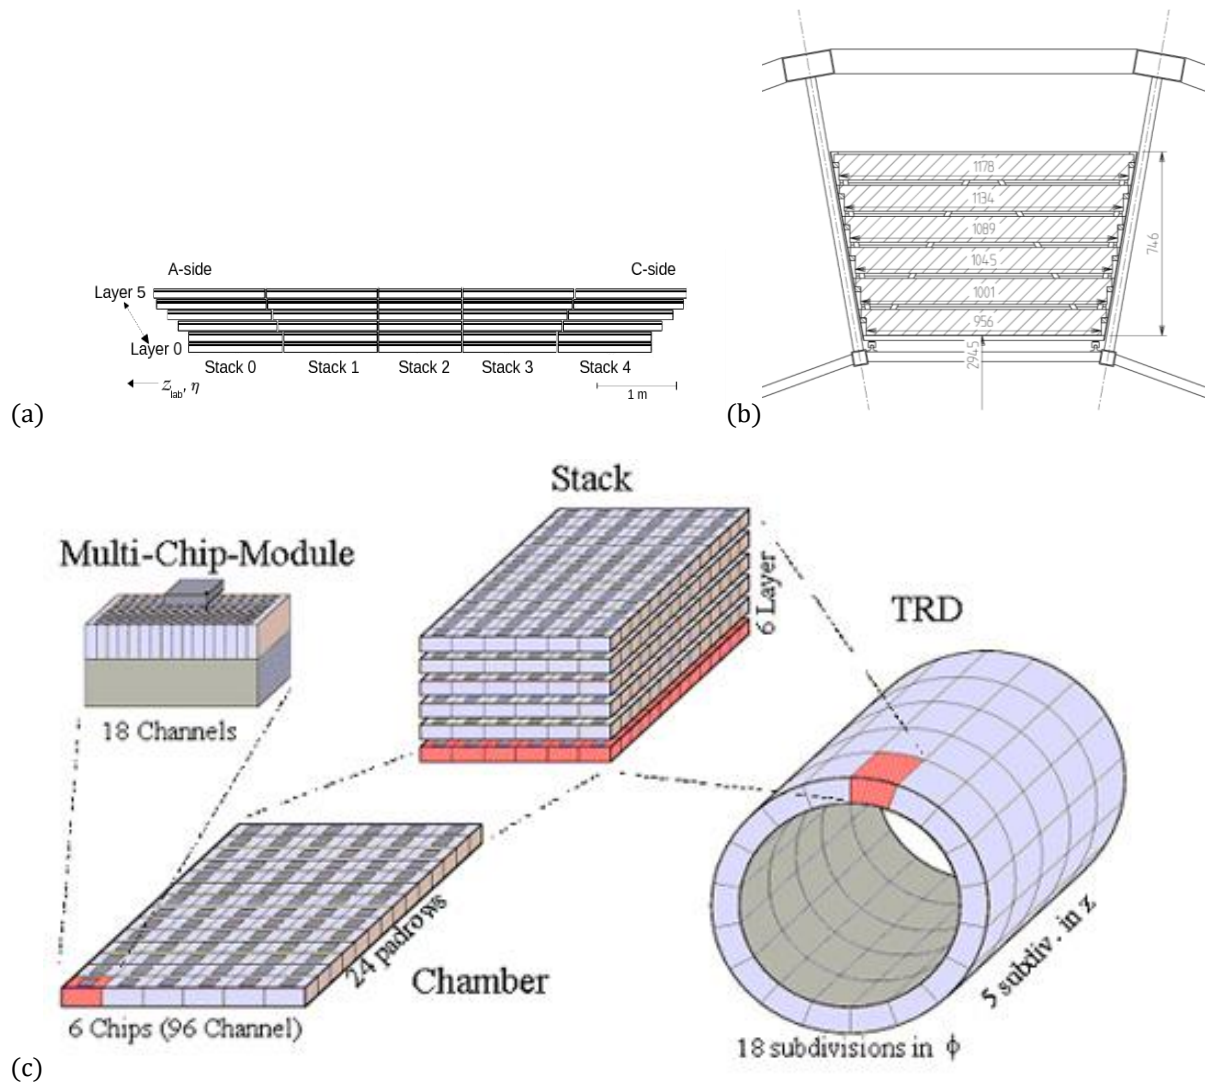 A-side
C-side
Layer 5
Layer 0
Stack 0
Stack 1
Stack 2
Stack 3
Stack 4
z lab, η
1 m
(a)
1178
1134
1089
1045
1001
956
746
2945
(b)
Stack
Multi-Chip-Module
18 Channels
6 Layer
TRD
24 padrows
Chamber
6 Chips (96 Channel)
5 subdiv. in z
18 subdivisions in ϕ
(c)